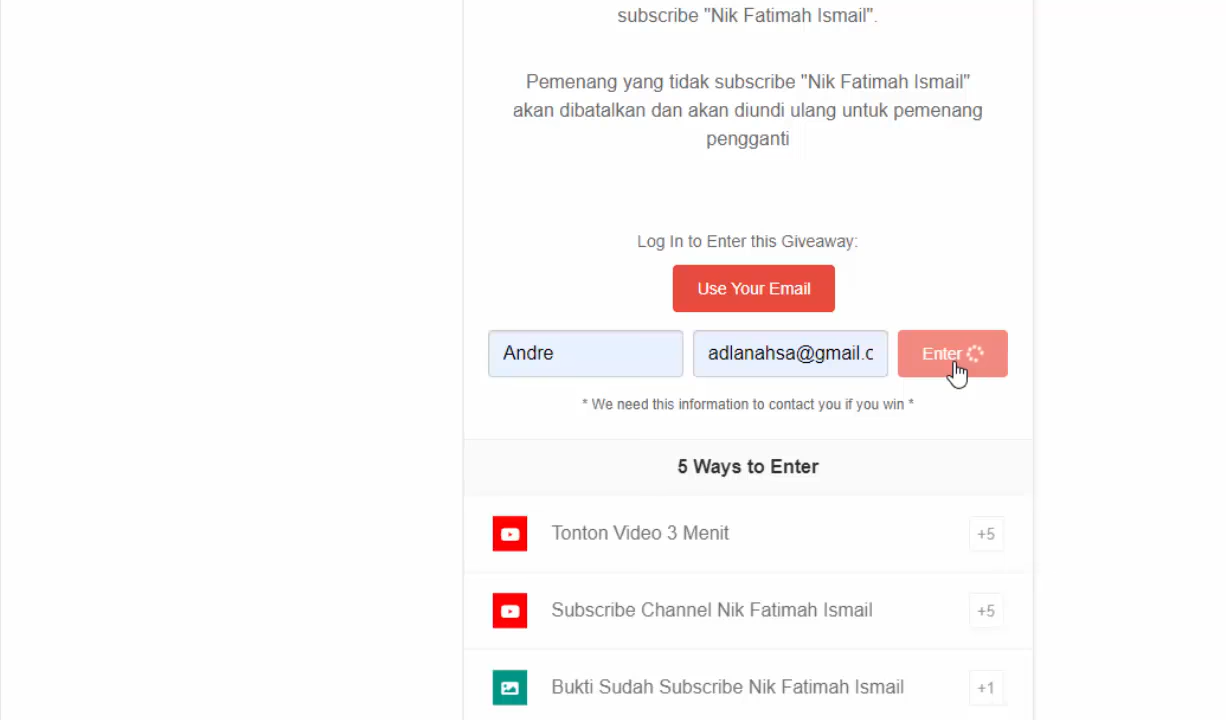 subscribe "Nik Fatimah Ismail".
Pemenang yang tidak subscribe "Nik Fatimah Ismail"
akan dibatalkan dan akan diundi ulang untuk pemenang
pengganti
Log In to Enter this Giveaway:
Use Your Email
Andre adlanahsa@gmail.c Enter
* We need this information to contact you if you win *
5 Ways to Enter
Tonton Video 3 Menit +5
Subscribe Channel Nik Fatimah Ismail +5
Bukti Sudah Subscribe Nik Fatimah Ismail +1